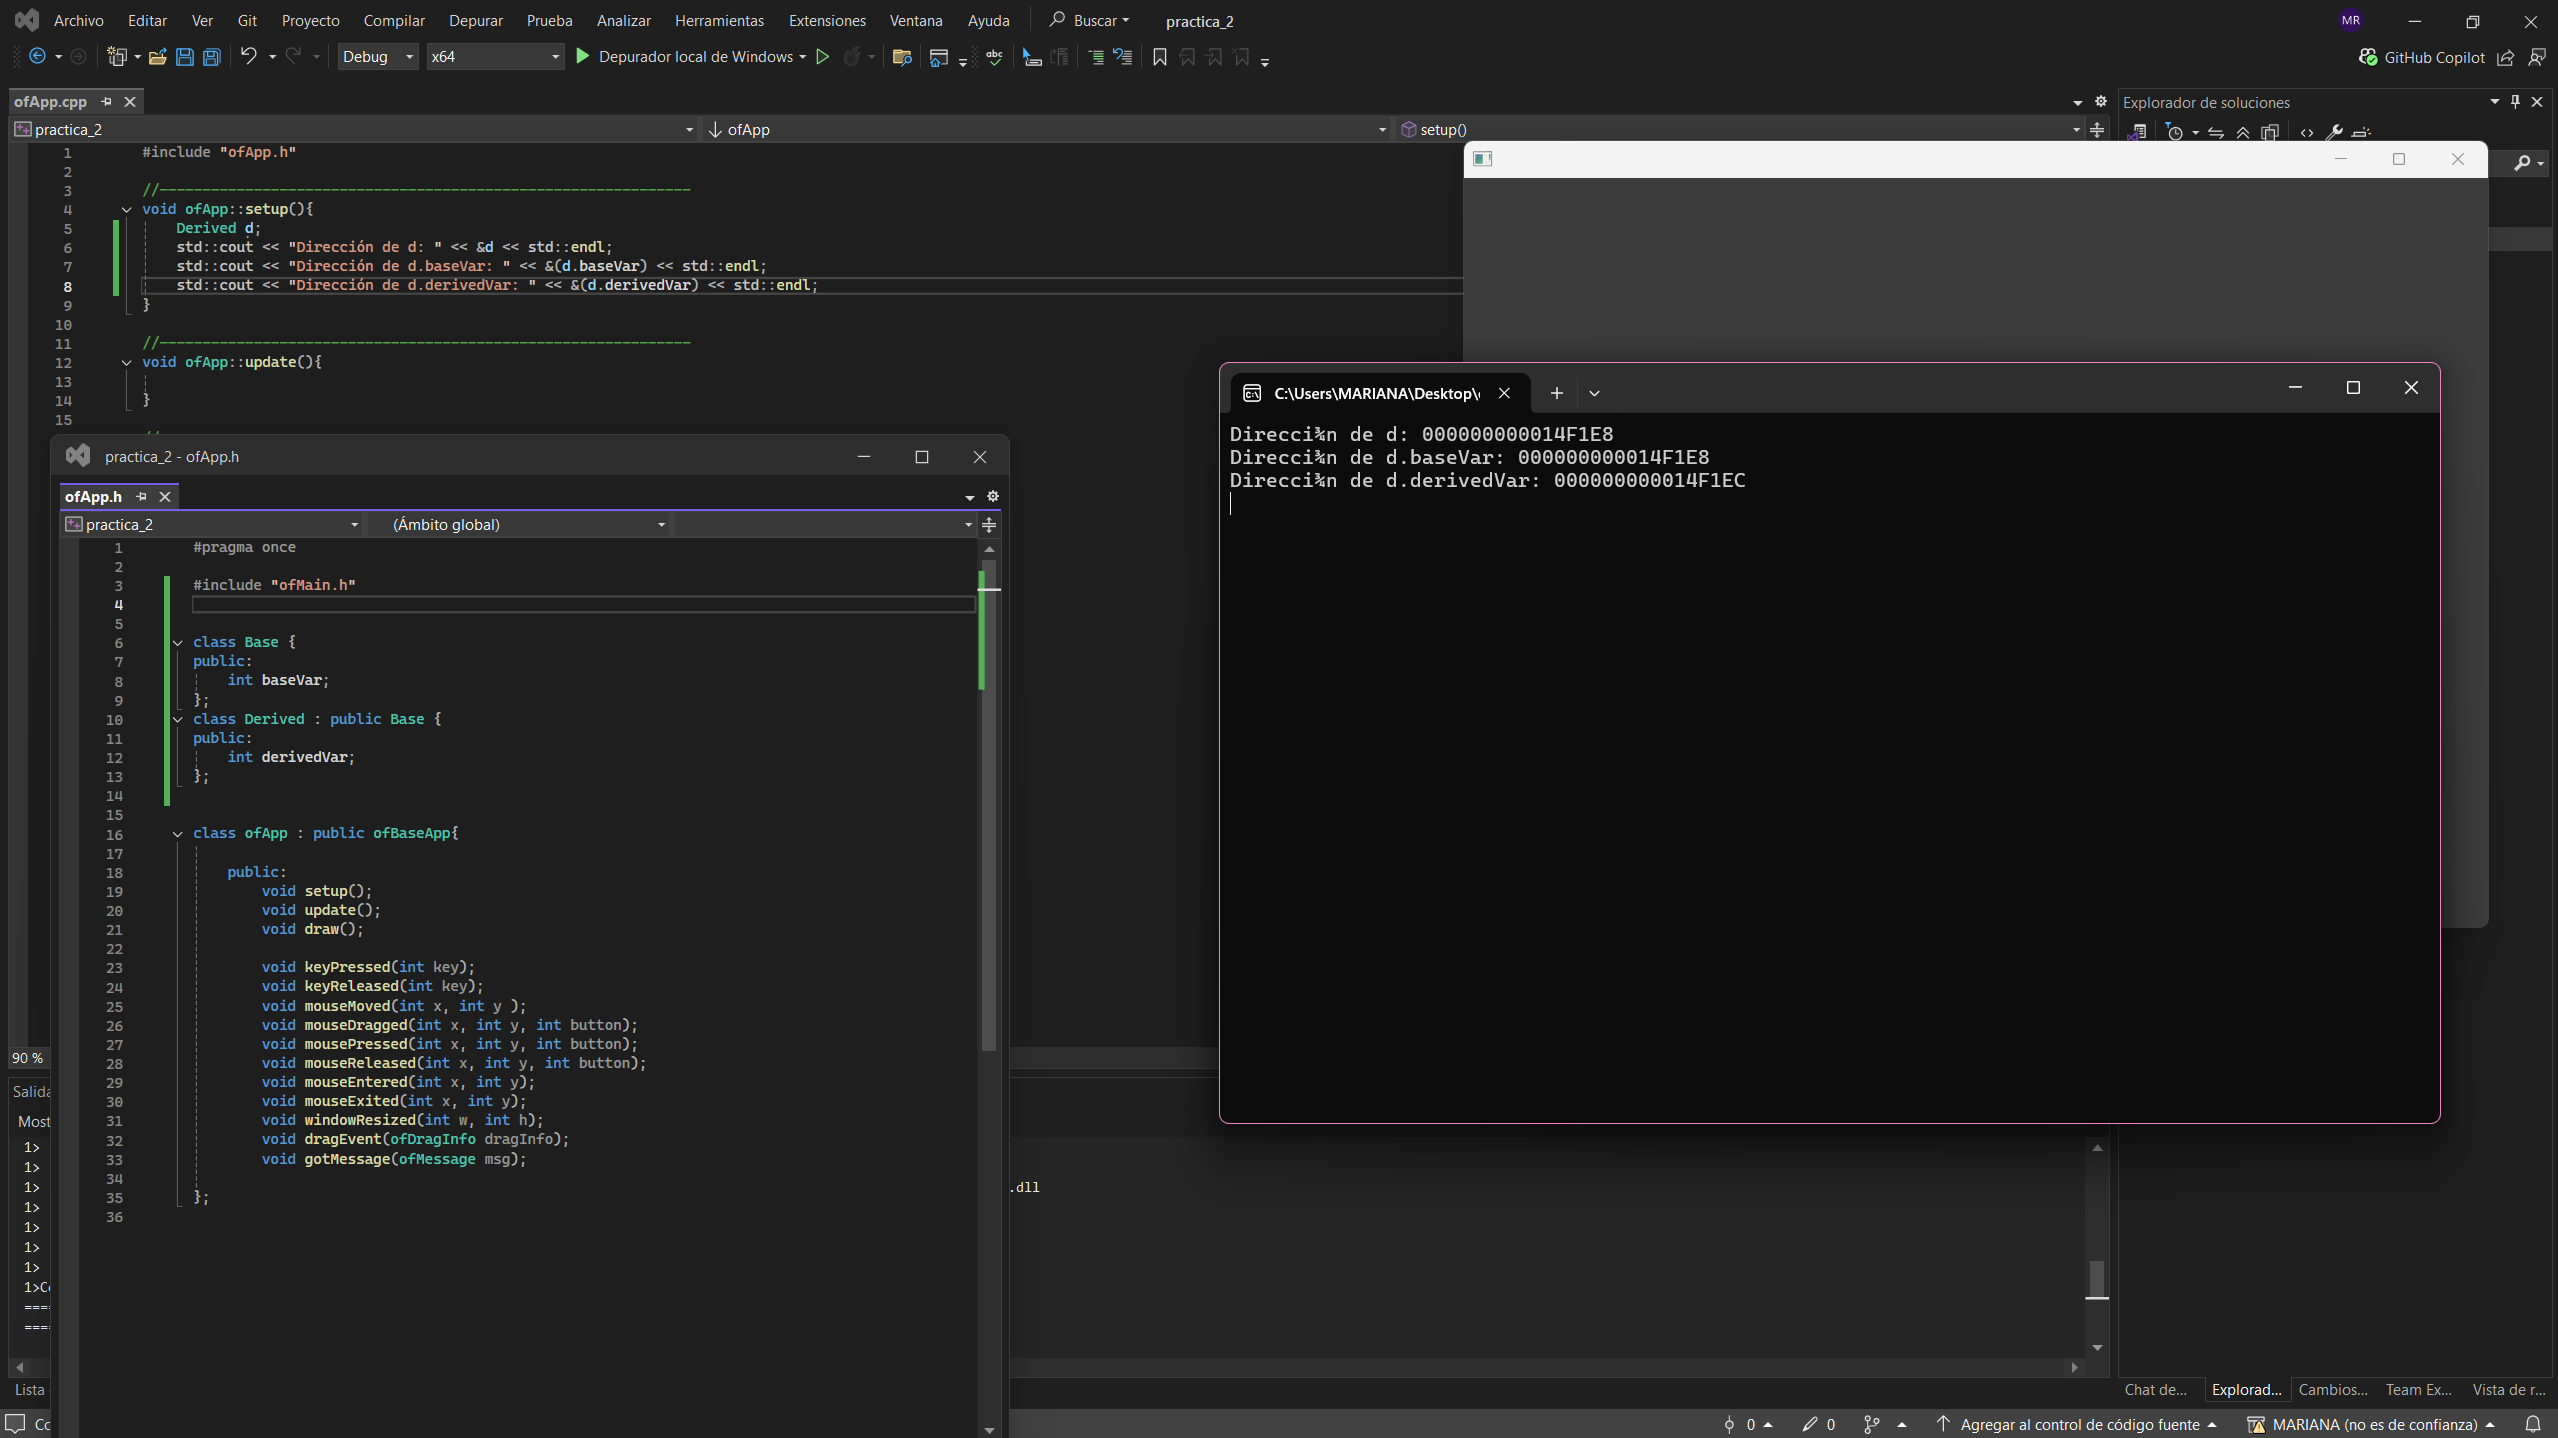 Archivo Editar Ver Git Proyecto Compilar Depurar Prueba Analizar Herramientas Extensiones Ventana Ayuda Buscar practica_2 MR
Debug x64 Depurador local de Windows GitHub Copilot
ofApp.cpp
practica_2 ofApp setup()
Explorador de soluciones
1 #include "ofApp.h"
2
3 //--------------------------------------------------------------
4 void ofApp::setup(){
5 Derived d;
6 std::cout << "Dirección de d: " << &d << std::endl;
7 std::cout << "Dirección de d.baseVar: " << &(d.baseVar) << std::endl;
8 std::cout << "Dirección de d.derivedVar: " << &(d.derivedVar) << std::endl;
9 }
10
11 //--------------------------------------------------------------
12 void ofApp::update(){
13
14 }
15
C:\Users\MARIANA\Desktop\
Direcci¾n de d: 000000000014F1E8
Direcci¾n de d.baseVar: 000000000014F1E8
Direcci¾n de d.derivedVar: 000000000014F1EC
practica_2 - ofApp.h
ofApp.h
practica_2 (Ámbito global)
1 #pragma once
2
3 #include "ofMain.h"
4
5
6 class Base {
7 public:
8 int baseVar;
9 };
10 class Derived : public Base {
11 public:
12 int derivedVar;
13 };
14
15
16 class ofApp : public ofBaseApp{
17
18 public:
19 void setup();
20 void update();
21 void draw();
22
23 void keyPressed(int key);
24 void keyReleased(int key);
25 void mouseMoved(int x, int y );
26 void mouseDragged(int x, int y, int button);
27 void mousePressed(int x, int y, int button);
28 void mouseReleased(int x, int y, int button);
29 void mouseEntered(int x, int y);
30 void mouseExited(int x, int y);
31 void windowResized(int w, int h);
32 void dragEvent(ofDragInfo dragInfo);
33 void gotMessage(ofMessage msg);
34
35 };
36
90 %
Salida
Most
1>
1>
1>
.dll
1>
1>
1>
1>
1>Co
====
====
Lista
Chat de... Explorad... Cambios... Team Ex... Vista de r...
Co
0 0 Agregar al control de código fuente MARIANA (no es de confianza)